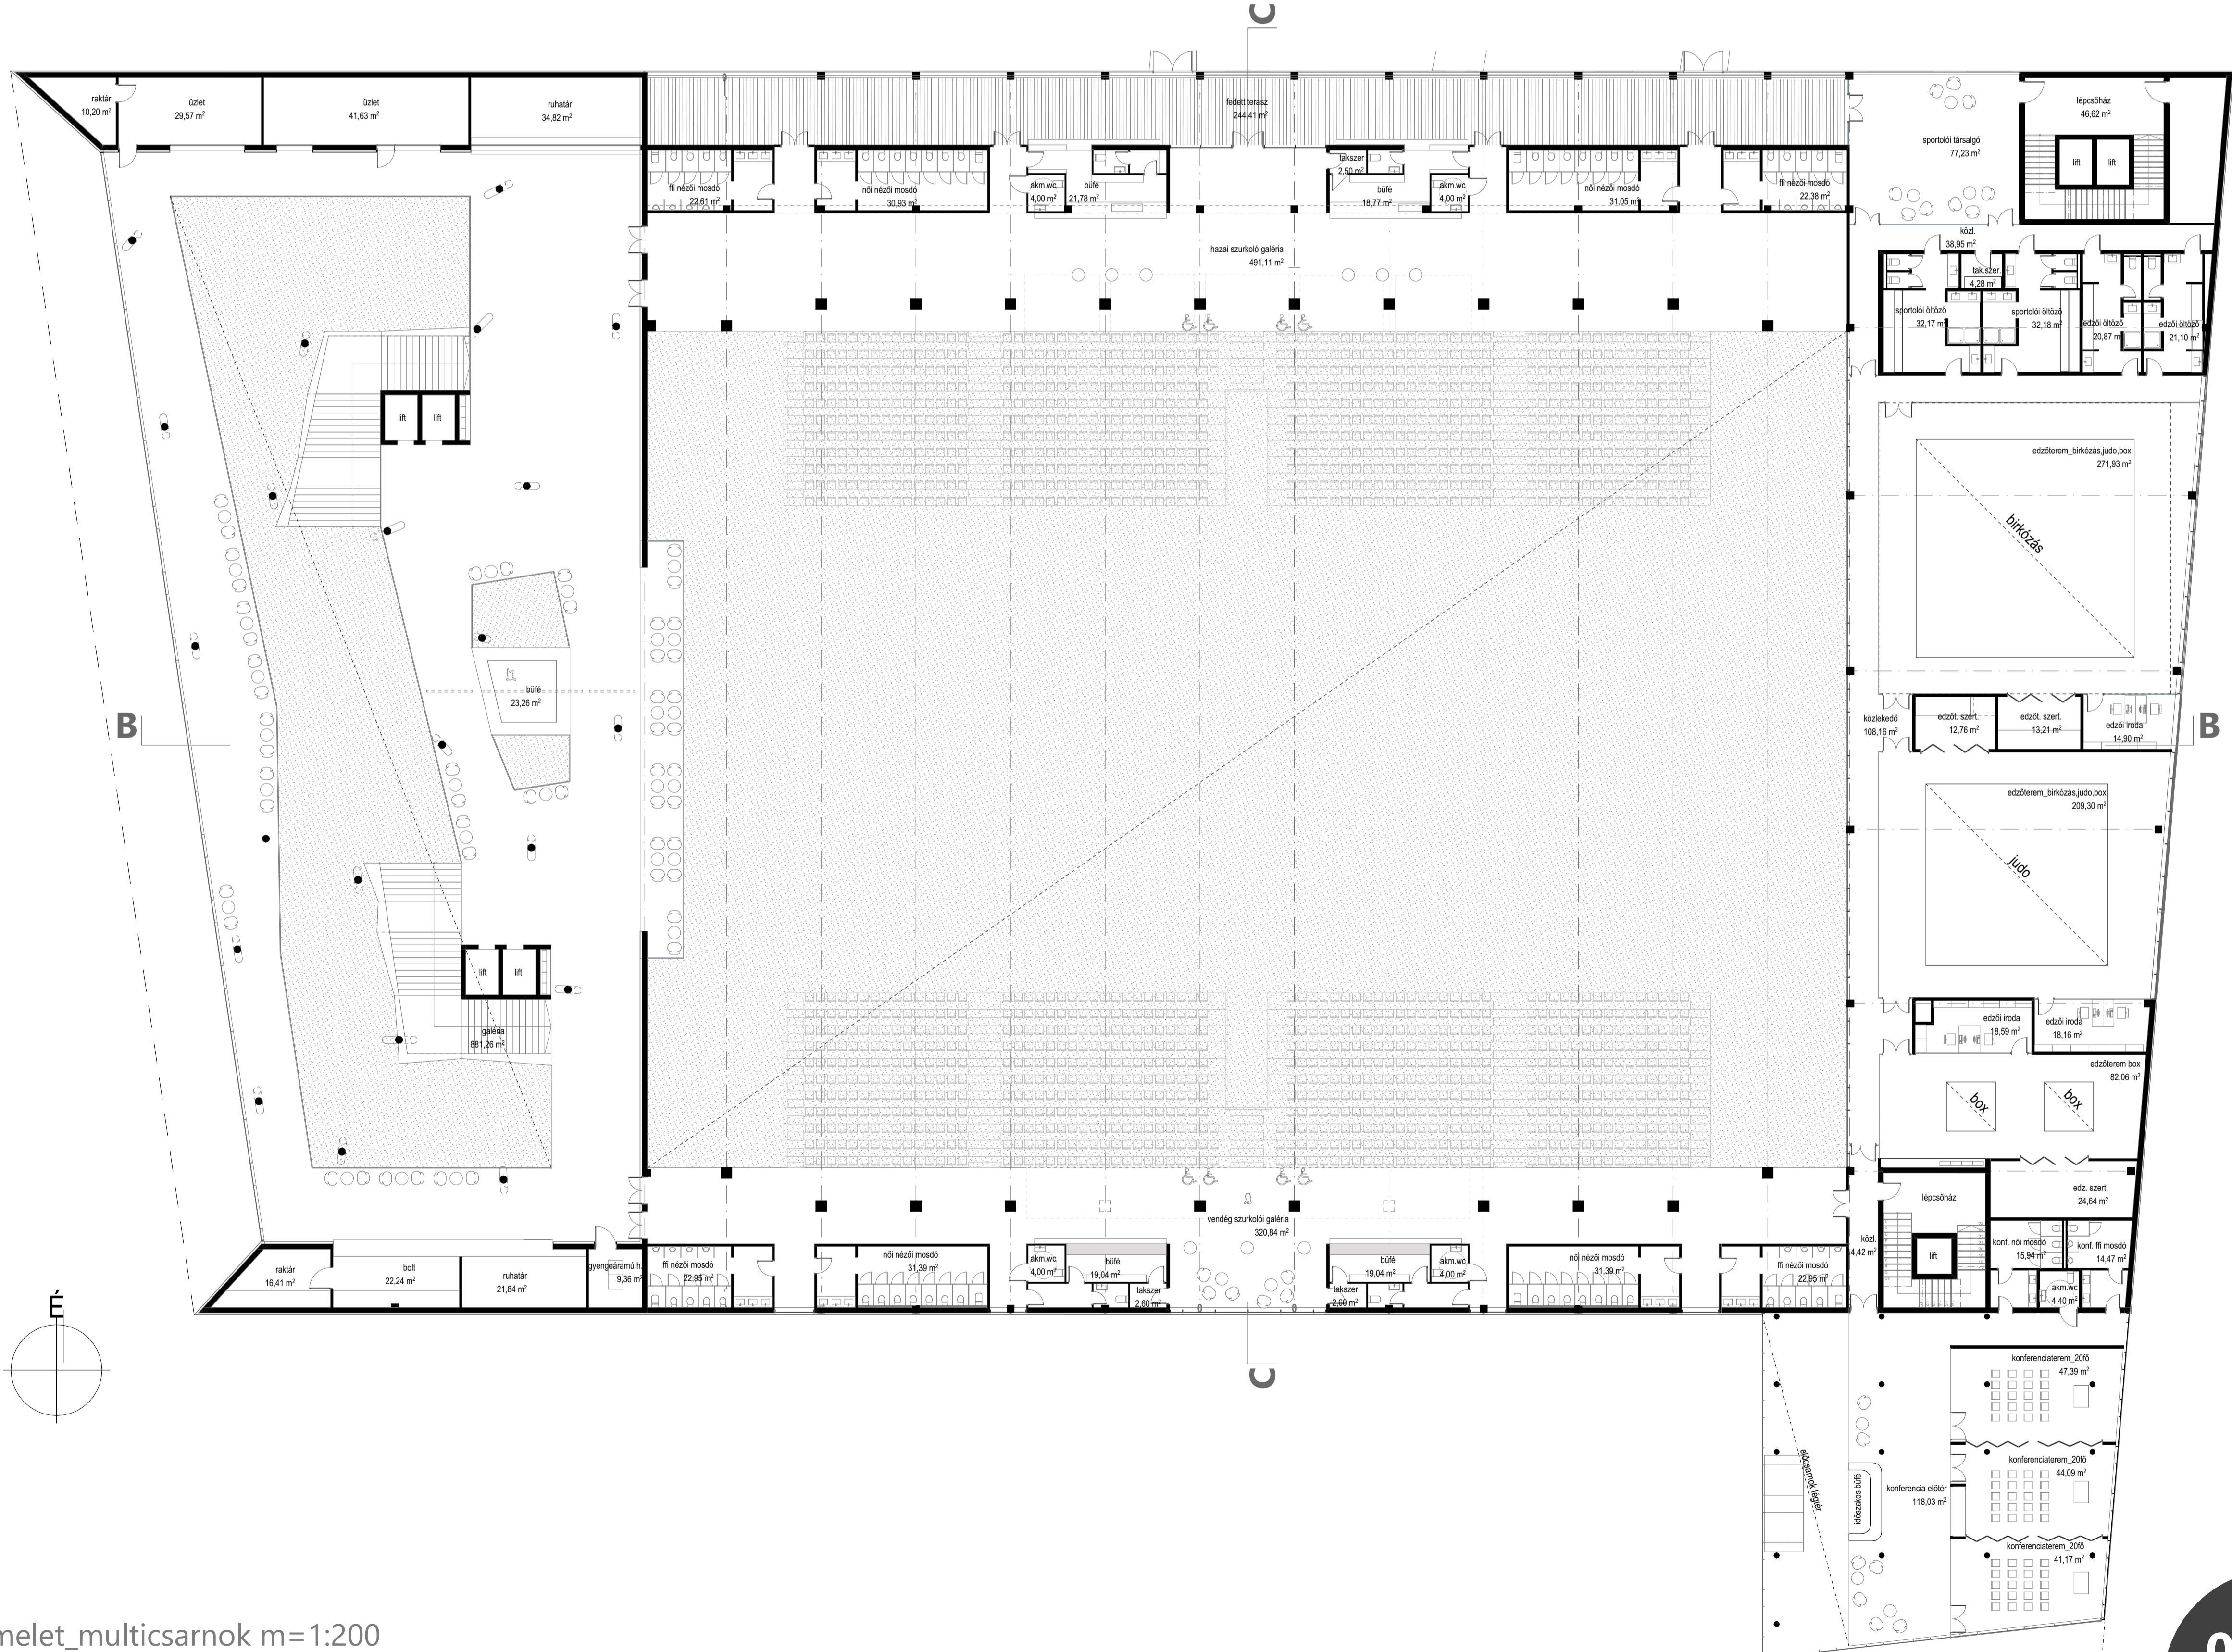 C
raktár
10,20 m²
üzlet
29,57 m²
üzlet
41,63 m²
ruhatár
34,82 m²
fedett terasz
244,41 m²
sportolói társalgó
77,23 m²
lépcsőház
46,62 m²
lift
lift
ffi nézői mosdó
22,61 m²
női nézői mosdó
30,93 m²
akm.wc
4,00 m²
büfé
21,78 m²
takszer
2,50 m²
büfé
18,77 m²
akm.wc
4,00 m²
női nézői mosdó
31,05 m²
ffi nézői mosdó
22,38 m²
hazai szurkoló galéria
491,11 m²
közl.
38,95 m²
tak.szer.
4,28 m²
sportolói öltöző
32,17 m²
sportolói öltöző
32,18 m²
edzői öltöző
20,87 m²
edzői öltöző
21,10 m²
lift
lift
edzőterem_birkózás,judo,box
271,93 m²
birkózás
büfé
23,26 m²
B
közlekedő
108,16 m²
edzőt. szert.
12,76 m²
edzőt. szert.
13,21 m²
edzői iroda
14,90 m²
B
edzőterem_birkózás,judo,box
209,30 m²
judo
lift
lift
galéria
881,26 m²
edzői iroda
18,59 m²
edzői iroda
18,16 m²
edzőterem box
82,06 m²
box
box
lépcsőház
lift
edz. szert.
24,64 m²
vendég szurkolói galéria
320,84 m²
közl.
14,42 m²
konf. női mosdó
15,94 m²
konf. ffi mosdó
14,47 m²
akm.wc
4,40 m²
raktár
16,41 m²
bolt
22,24 m²
ruhatár
21,84 m²
gyengeáramú h.
9,36 m²
ffi nézői mosdó
22,95 m²
női nézői mosdó
31,39 m²
akm.wc
4,00 m²
büfé
19,04 m²
takszer
2,60 m²
takszer
2,60 m²
büfé
19,04 m²
akm.wc
4,00 m²
női nézői mosdó
31,39 m²
ffi nézői mosdó
22,95 m²
É
C
konferenciaterem_20fő
47,39 m²
előcsarnok légtér
időszakos büfé
konferencia előtér
118,03 m²
konferenciaterem_20fő
44,09 m²
konferenciaterem_20fő
41,17 m²
melet_multicsarnok m=1:200